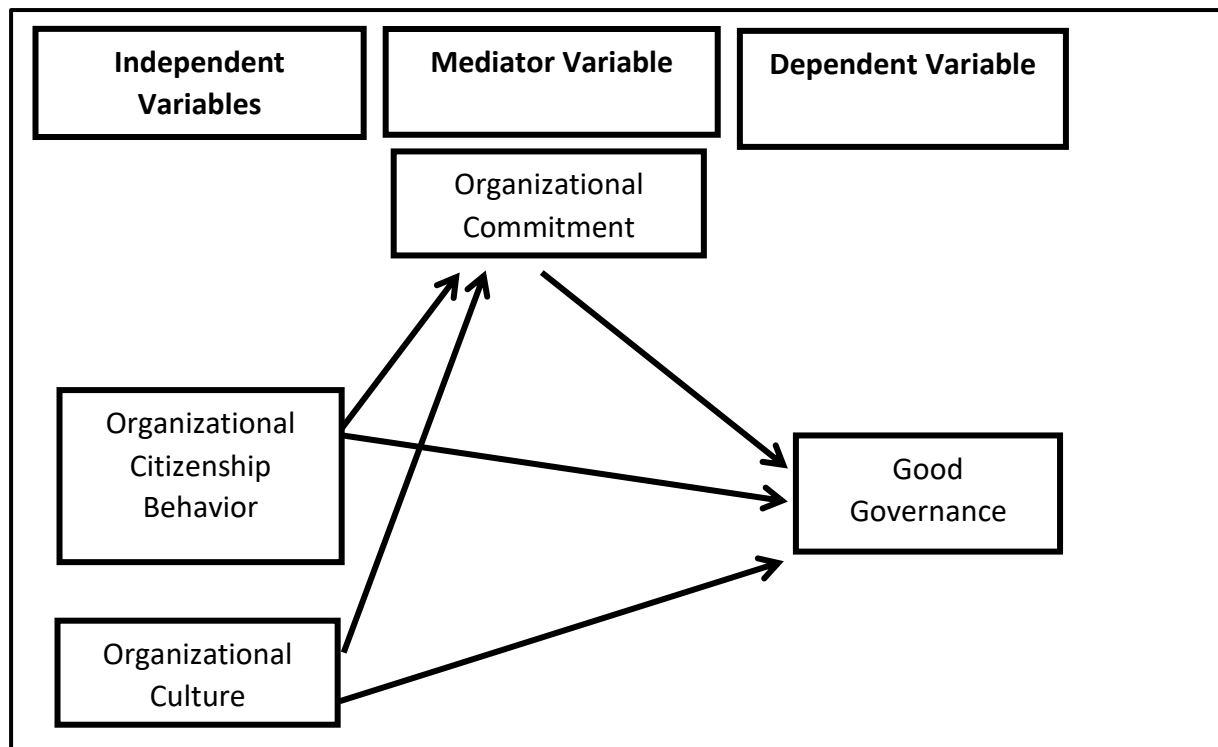 Independent
Variables
Mediator Variable
Dependent Variable
Organizational
Commitment
Organizational
Citizenship
Behavior
Good
Governance
Organizational
Culture